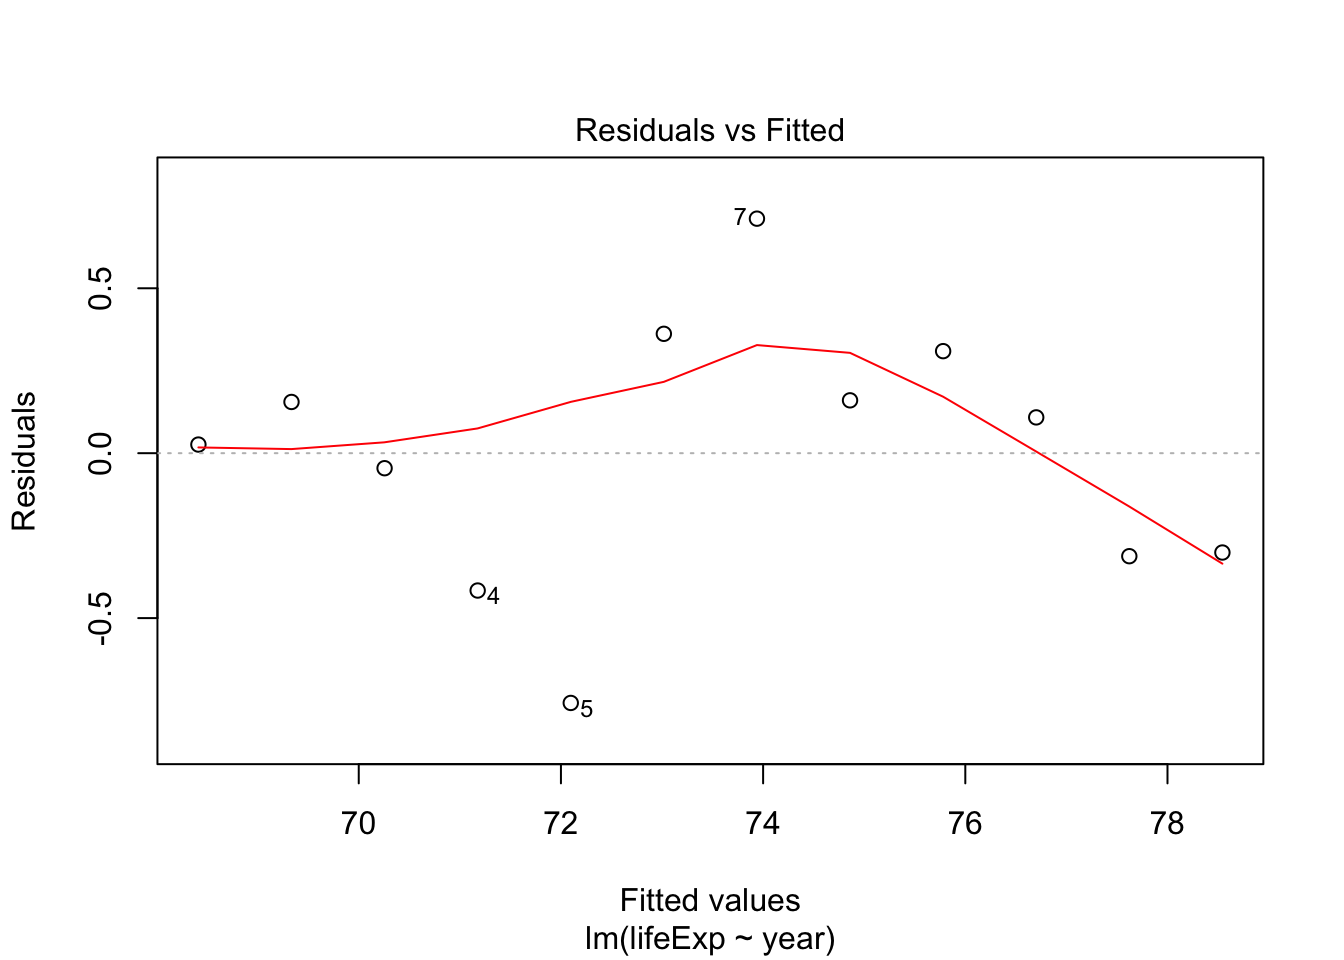 Residuals vs Fitted
Residuals
0.5
0.0
-0.5
7
4
5
70 72 74 76 78
Fitted values
lm(lifeExp ~ year)